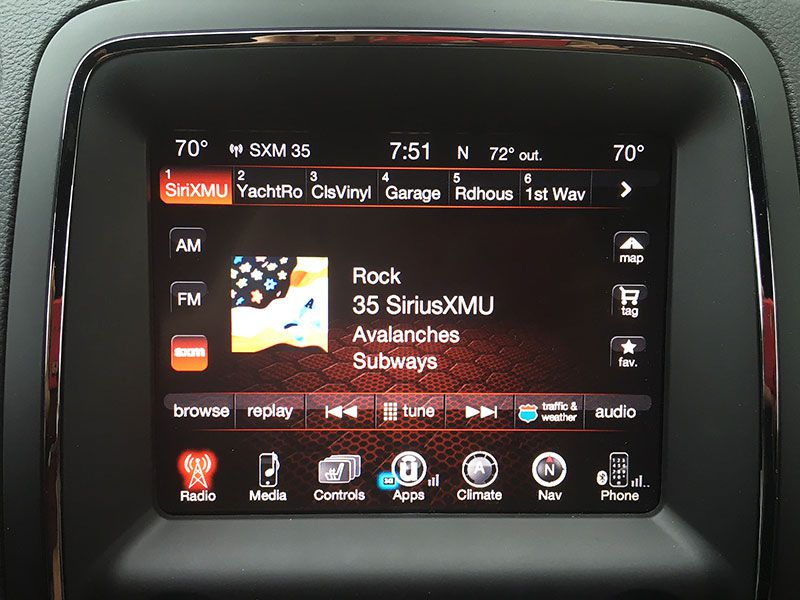 70° SXM 35 7:51 N 72° out. 70°
1 SiriXMU 2 YachtRo 3 ClsVinyl 4 Garage 5 Rdhous 6 1st Wav
AM
FM
sxm
Rock
35 SiriusXMU
Avalanches
Subways
map
tag
fav.
browse replay tune traffic & weather audio
Radio Media Controls 3G Apps Climate Nav Phone